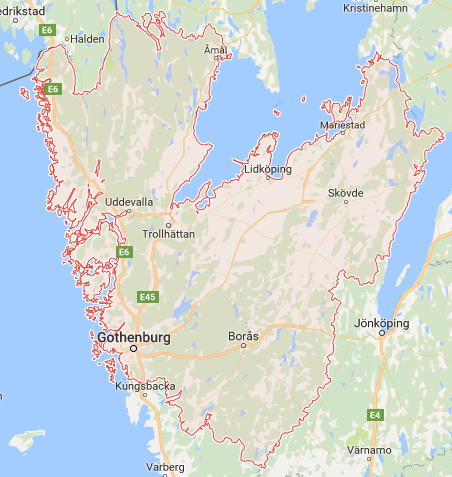 Kristinehamn
E6
Halden
Åmål
E6
Mariestad
Lidköping
Skövde
Uddevalla
Trollhättan
E6
E45
Jönköping
Gothenburg
Borås
Kungsbacka
E4
Värnamo
Varberg